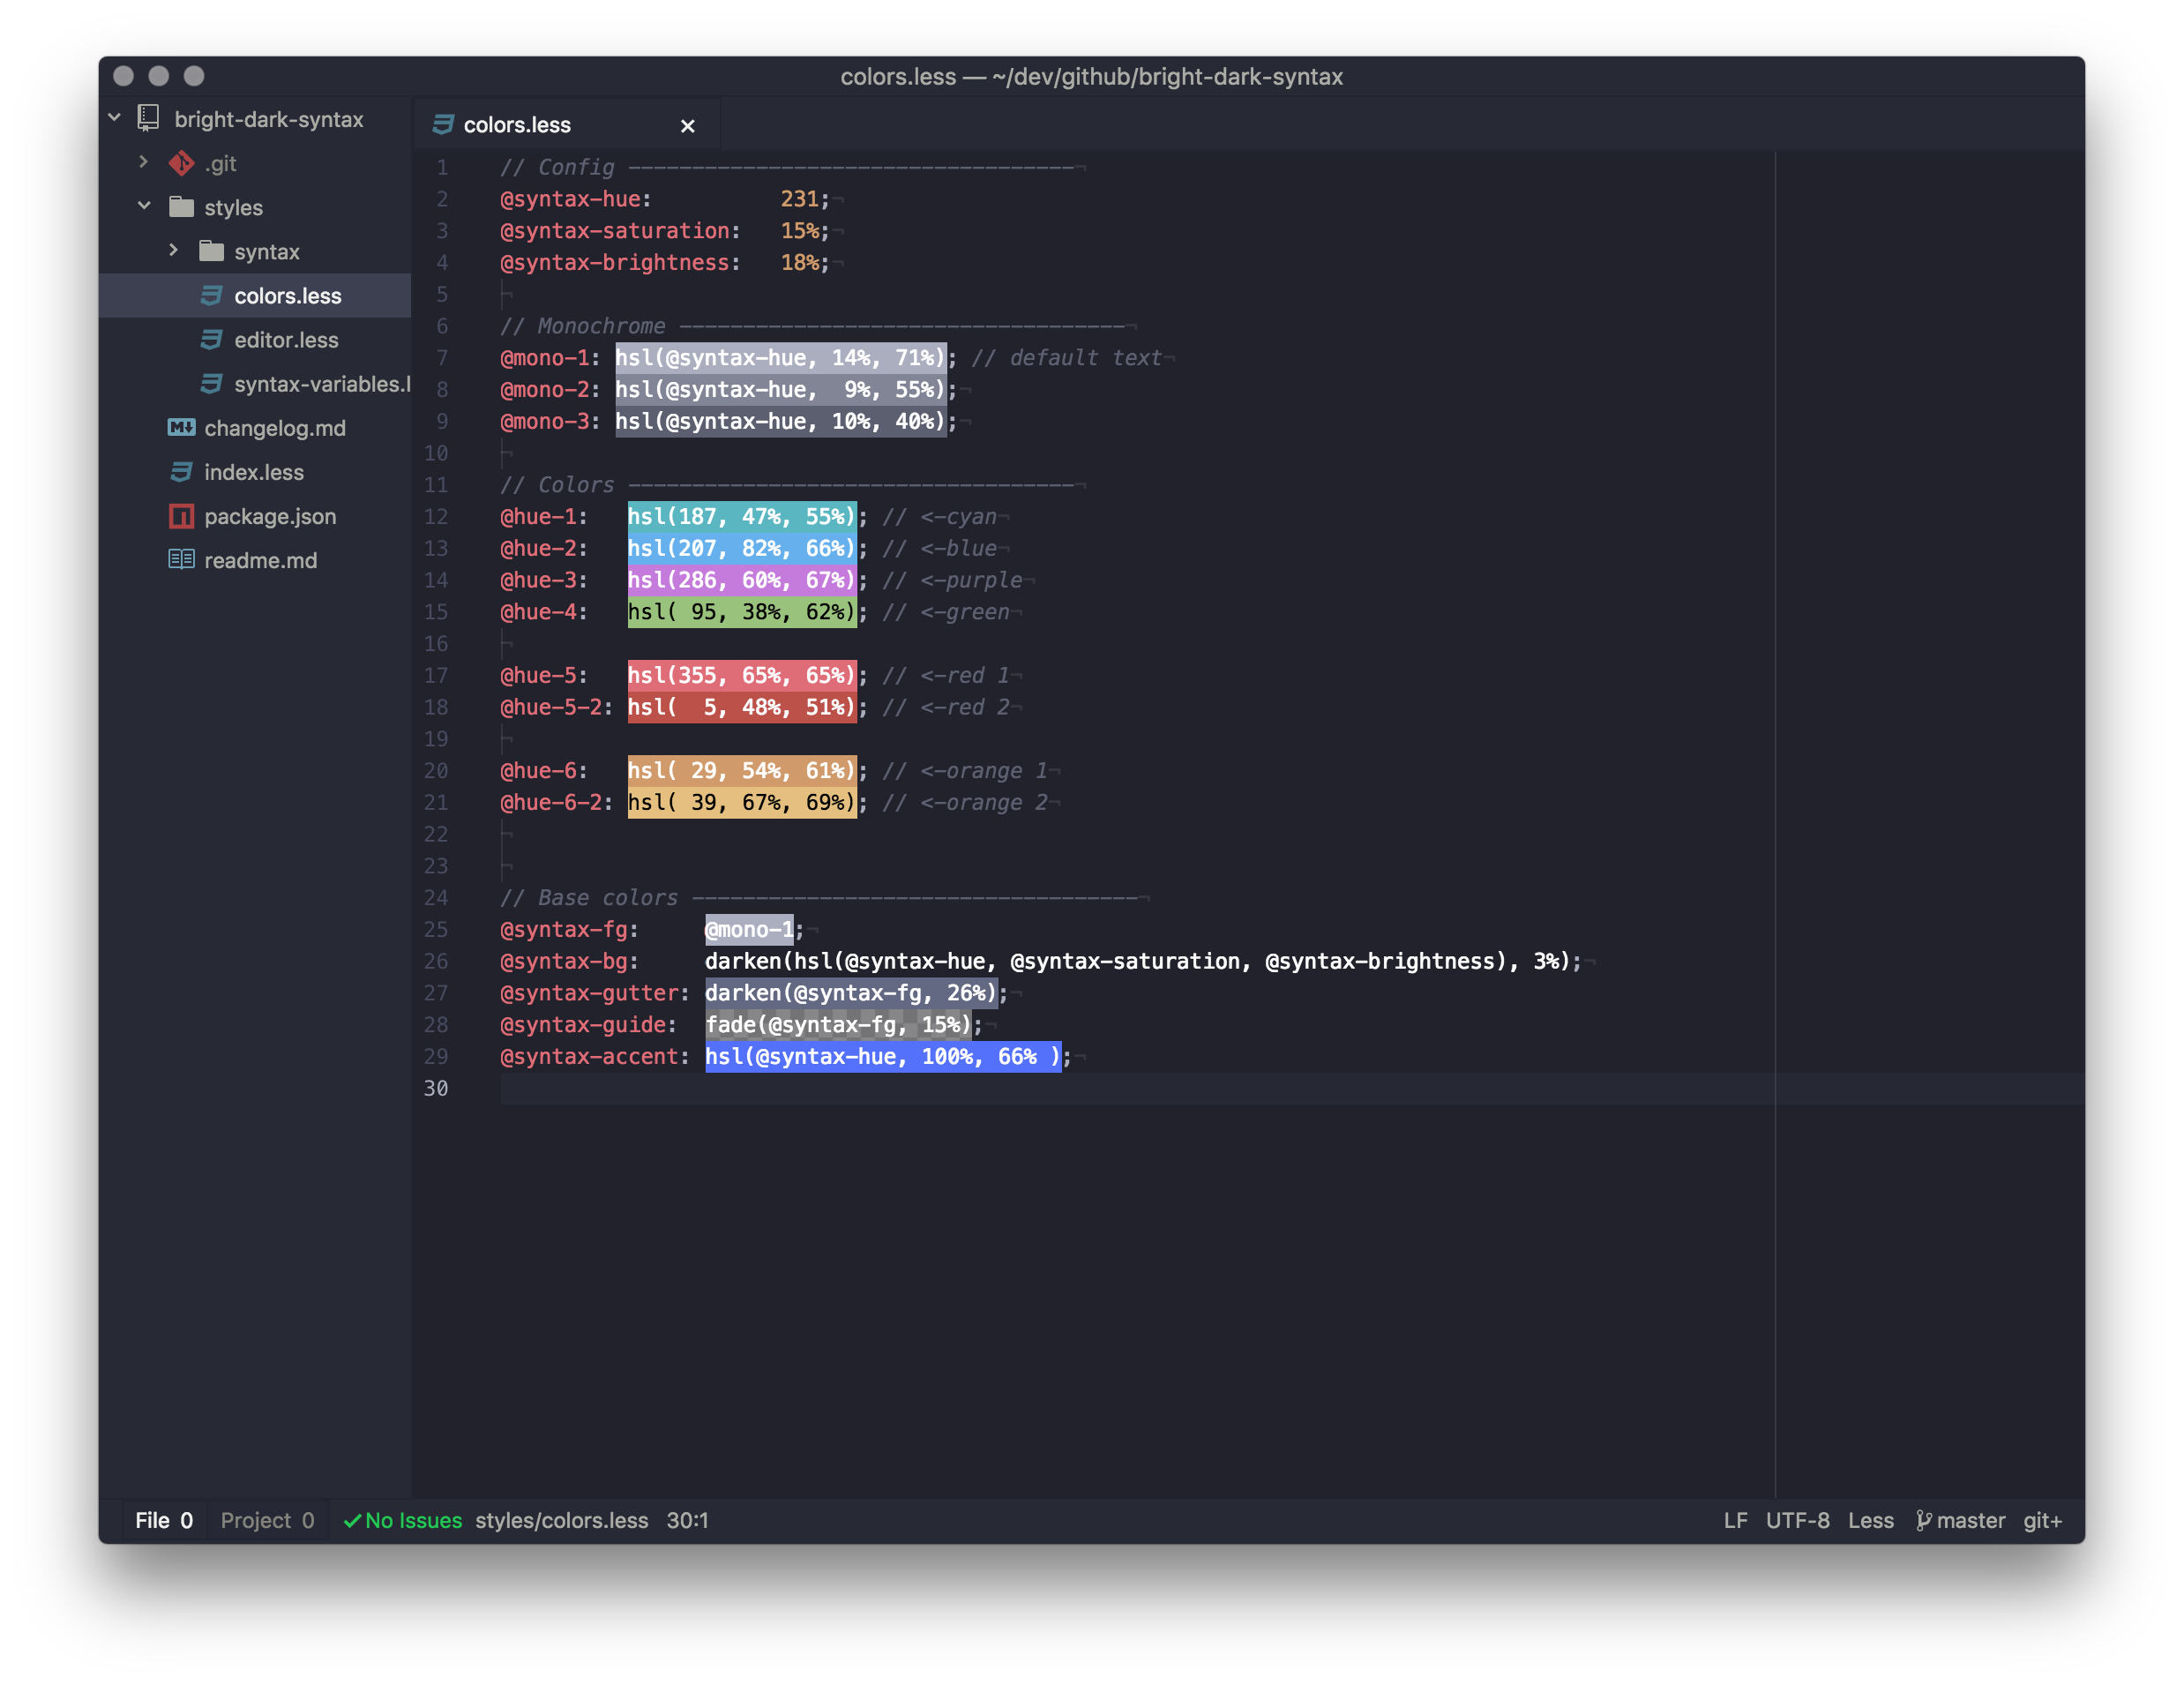 colors.less — ~/dev/github/bright-dark-syntax
bright-dark-syntax
.git
styles
syntax
colors.less
editor.less
syntax-variables.l
changelog.md
index.less
package.json
readme.md
colors.less ×
1 // Config -----------------------------------¬
2 @syntax-hue:          231;¬
3 @syntax-saturation:   15%;¬
4 @syntax-brightness:   18%;¬
5 ¬
6 // Monochrome -----------------------------------¬
7 @mono-1: hsl(@syntax-hue, 14%, 71%); // default text¬
8 @mono-2: hsl(@syntax-hue,  9%, 55%);¬
9 @mono-3: hsl(@syntax-hue, 10%, 40%);¬
10 ¬
11 // Colors -----------------------------------¬
12 @hue-1:   hsl(187, 47%, 55%); // <-cyan¬
13 @hue-2:   hsl(207, 82%, 66%); // <-blue¬
14 @hue-3:   hsl(286, 60%, 67%); // <-purple¬
15 @hue-4:   hsl( 95, 38%, 62%); // <-green¬
16 ¬
17 @hue-5:   hsl(355, 65%, 65%); // <-red 1¬
18 @hue-5-2: hsl(  5, 48%, 51%); // <-red 2¬
19 ¬
20 @hue-6:   hsl( 29, 54%, 61%); // <-orange 1¬
21 @hue-6-2: hsl( 39, 67%, 69%); // <-orange 2¬
22 ¬
23 ¬
24 // Base colors -----------------------------------¬
25 @syntax-fg:     @mono-1;¬
26 @syntax-bg:     darken(hsl(@syntax-hue, @syntax-saturation, @syntax-brightness), 3%);¬
27 @syntax-gutter: darken(@syntax-fg, 26%);¬
28 @syntax-guide:  fade(@syntax-fg, 15%);¬
29 @syntax-accent: hsl(@syntax-hue, 100%, 66% );¬
30
File 0 Project 0 No Issues styles/colors.less 30:1 LF UTF-8 Less master git+